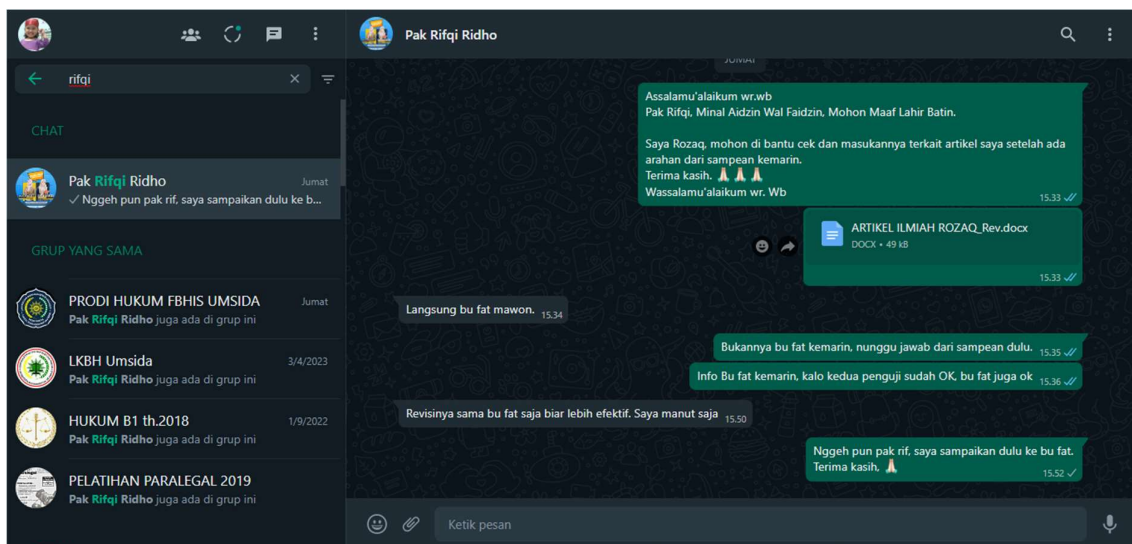 rifqi
CHAT
Pak Rifqi Ridho
Jumat
Nggeh pun pak rif, saya sampaikan dulu ke b...
GRUP YANG SAMA
PRODI HUKUM FBHIS UMSIDA
Jumat
Pak Rifqi Ridho juga ada di grup ini
LKBH Umsida
3/4/2023
Pak Rifqi Ridho juga ada di grup ini
HUKUM B1 th.2018
1/9/2022
Pak Rifqi Ridho juga ada di grup ini
PELATIHAN PARALEGAL 2019
Pak Rifqi Ridho juga ada di grup ini
Pak Rifqi Ridho
JUMAT
Assalamu'alaikum wr.wb
Pak Rifqi, Minal Aidzin Wal Faidzin, Mohon Maaf Lahir Batin.
Saya Rozaq, mohon di bantu cek dan masukannya terkait artikel saya setelah ada
arahan dari sampean kemarin.
Terima kasih. 🙏🙏🙏
Wassalamu'alaikum wr. Wb
15.33
ARTIKEL ILMIAH ROZAQ_Rev.docx
DOCX • 49 kB
15.33
Langsung bu fat mawon. 15.34
Bukannya bu fat kemarin, nunggu jawab dari sampean dulu. 15.35
Info Bu fat kemarin, kalo kedua penguji sudah OK, bu fat juga ok 15.36
Revisinya sama bu fat saja biar lebih efektif. Saya manut saja 15.50
Nggeh pun pak rif, saya sampaikan dulu ke bu fat.
Terima kasih, 🙏
15.52
Ketik pesan